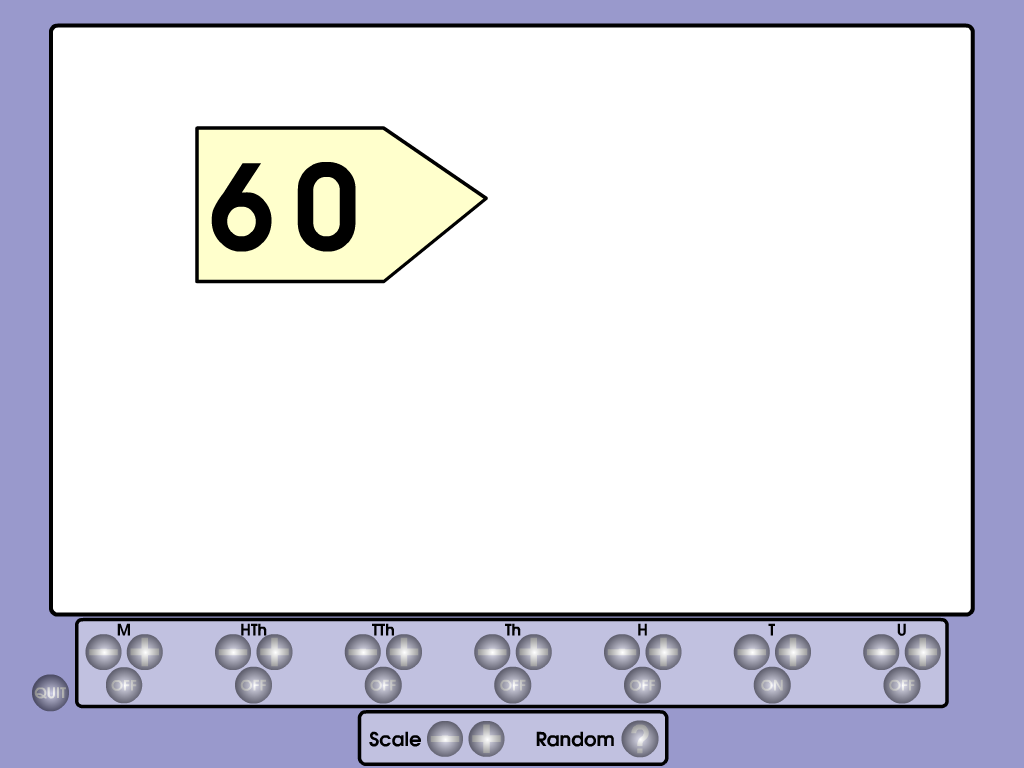 60
M HTh TTh Th H T U
OFF OFF OFF OFF OFF ON OFF
QUIT
Scale Random ?